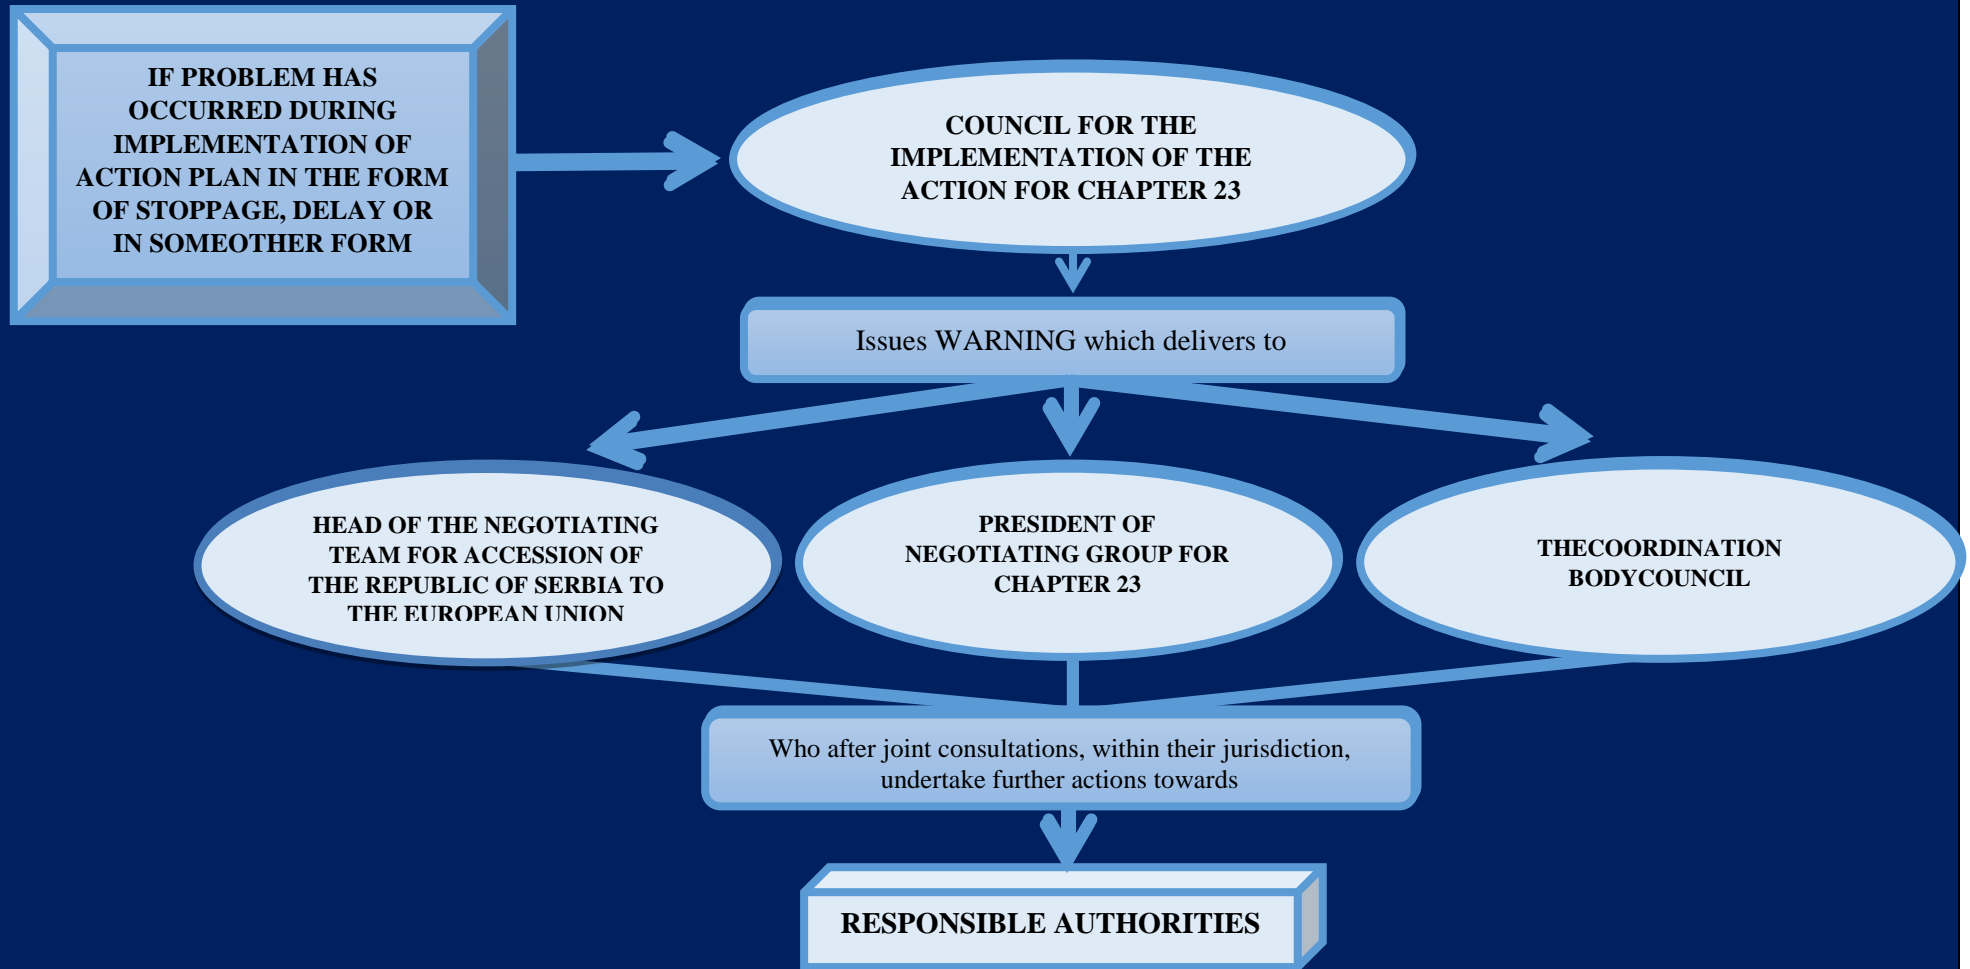 IF PROBLEM HAS
OCCURRED DURING
IMPLEMENTATION OF
ACTION PLAN IN THE FORM
OF STOPPAGE, DELAY OR
IN SOMEOTHER FORM
COUNCIL FOR THE
IMPLEMENTATION OF THE
ACTION FOR CHAPTER 23
Issues WARNING which delivers to
HEAD OF THE NEGOTIATING
TEAM FOR ACCESSION OF
THE REPUBLIC OF SERBIA TO
THE EUROPEAN UNION
PRESIDENT OF
NEGOTIATING GROUP FOR
CHAPTER 23
THECOORDINATION
BODYCOUNCIL
Who after joint consultations, within their jurisdiction,
undertake further actions towards
RESPONSIBLE AUTHORITIES